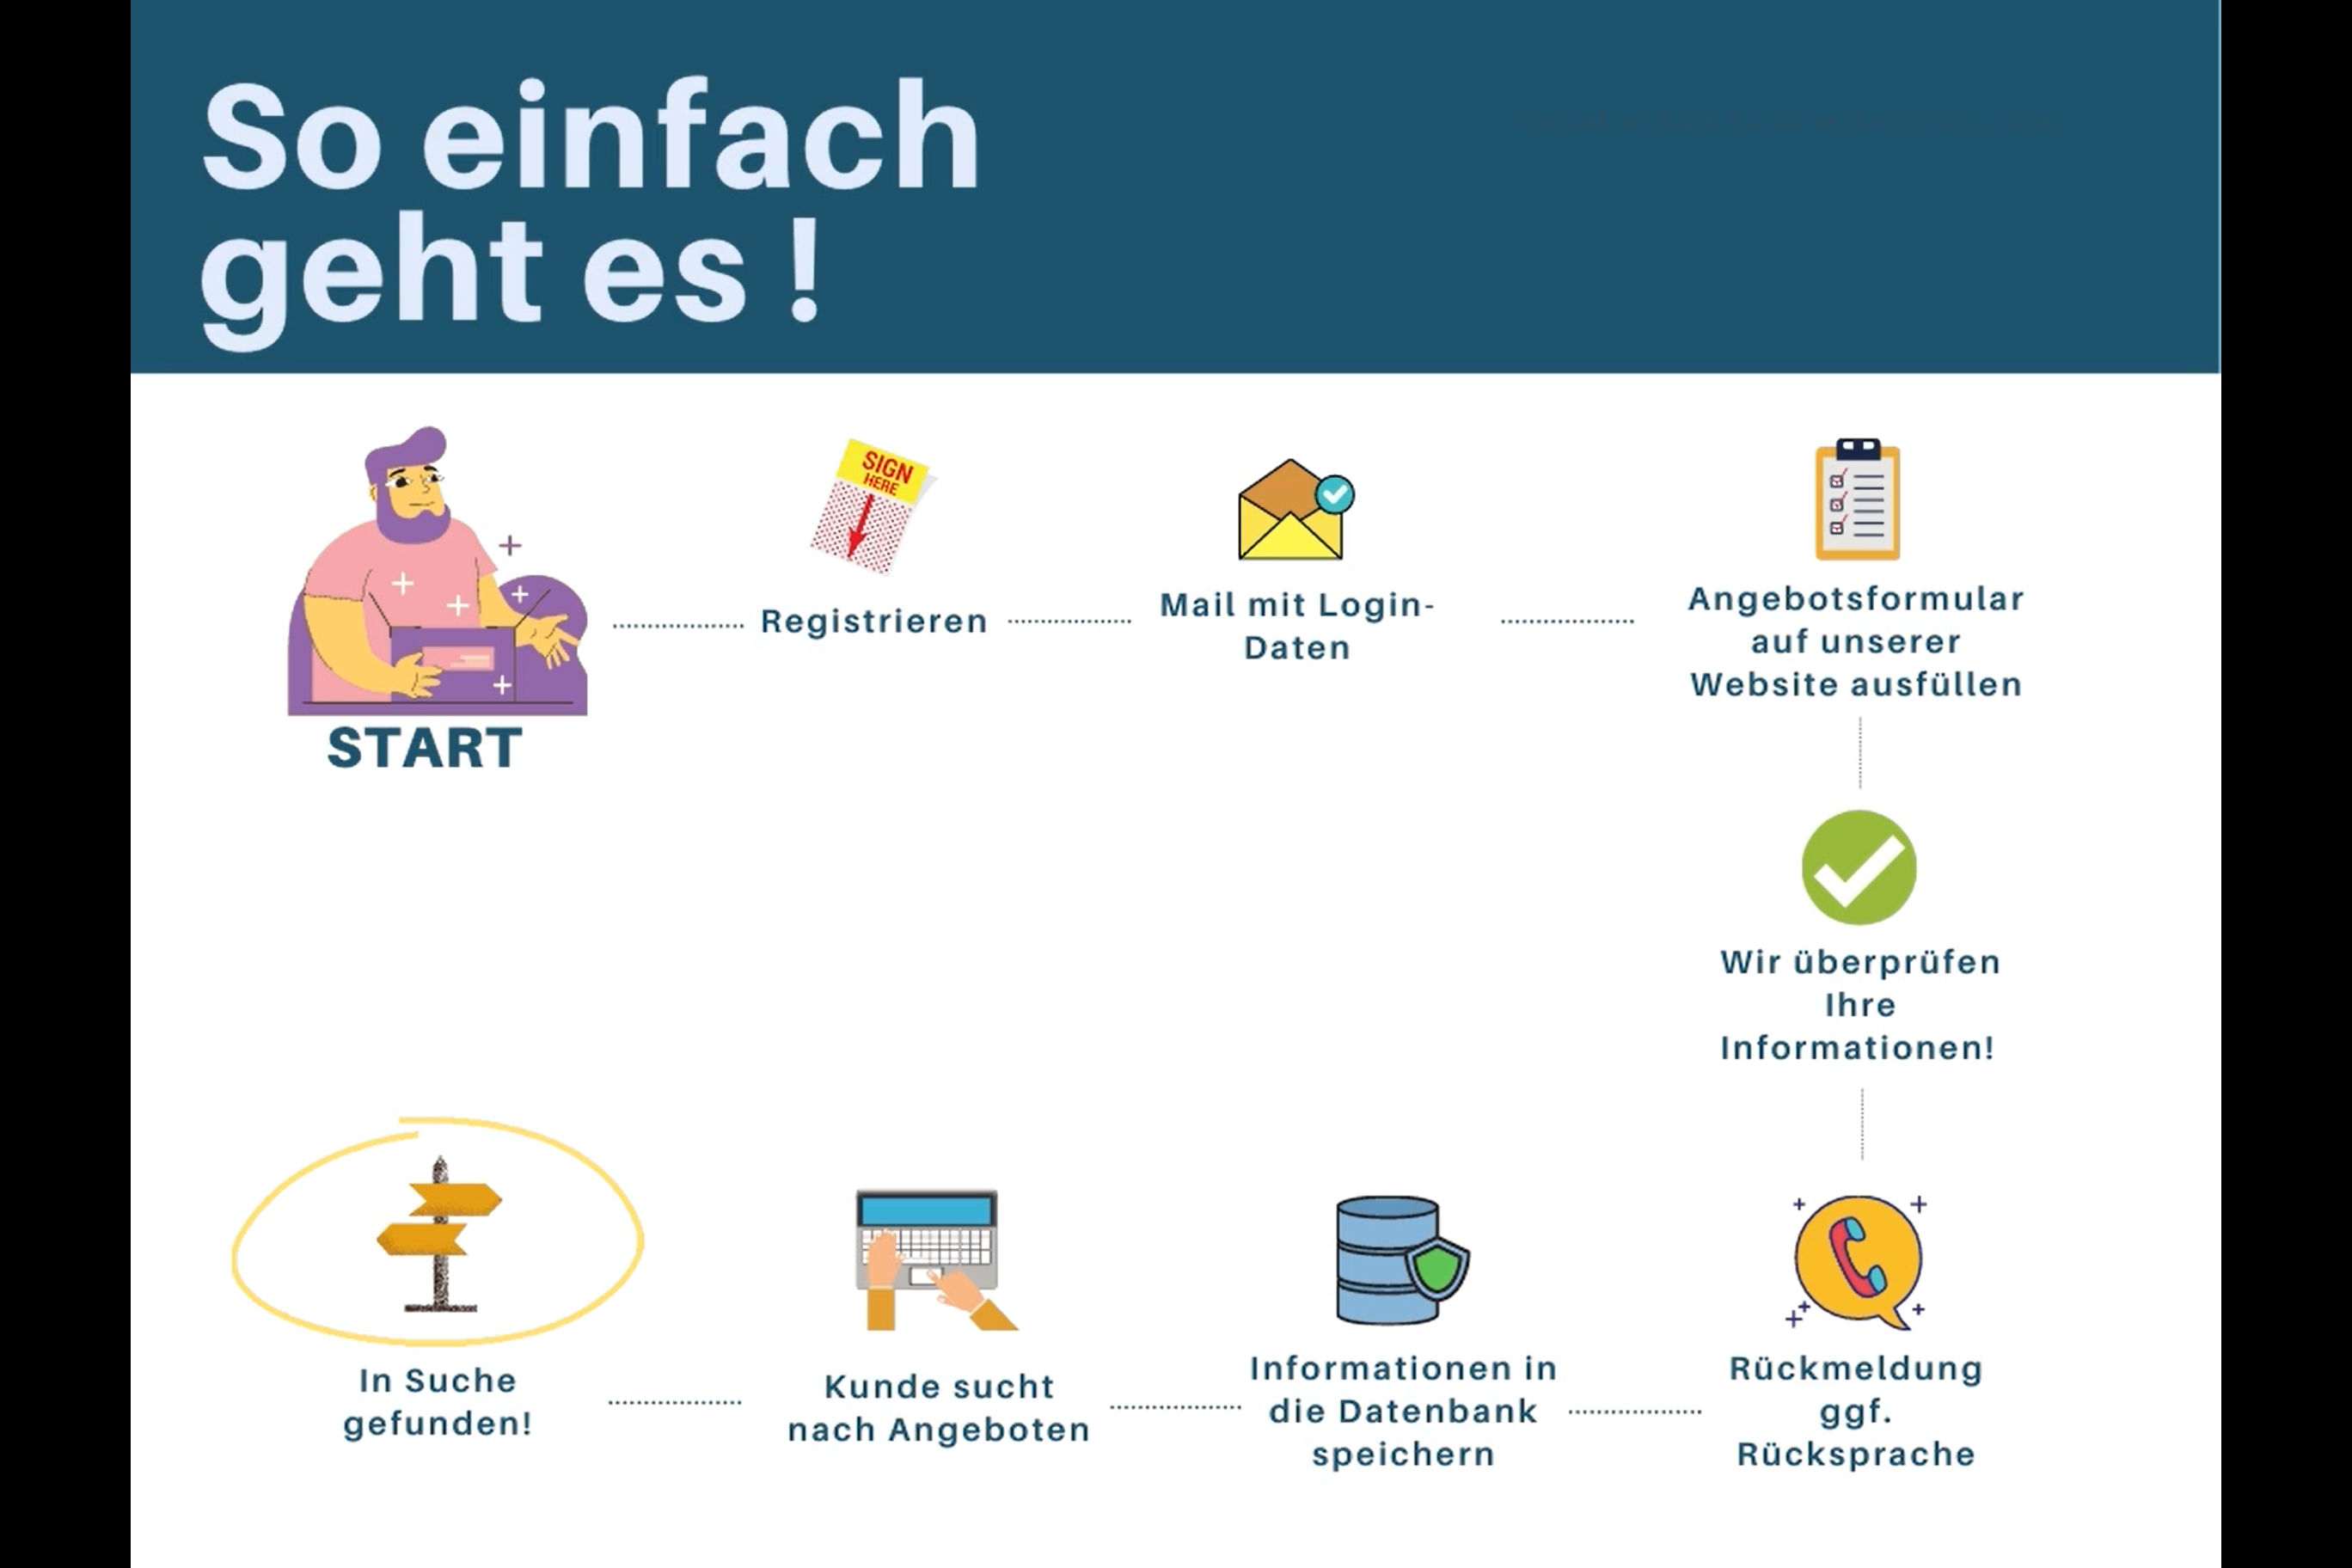 So einfach
geht es !
SIGN
HERE
START
Registrieren
Mail mit Login-
Daten
Angebotsformular
auf unserer
Website ausfüllen
Wir überprüfen
Ihre
Informationen!
Rückmeldung
ggf.
Rücksprache
Informationen in
die Datenbank
speichern
Kunde sucht
nach Angeboten
In Suche
gefunden!